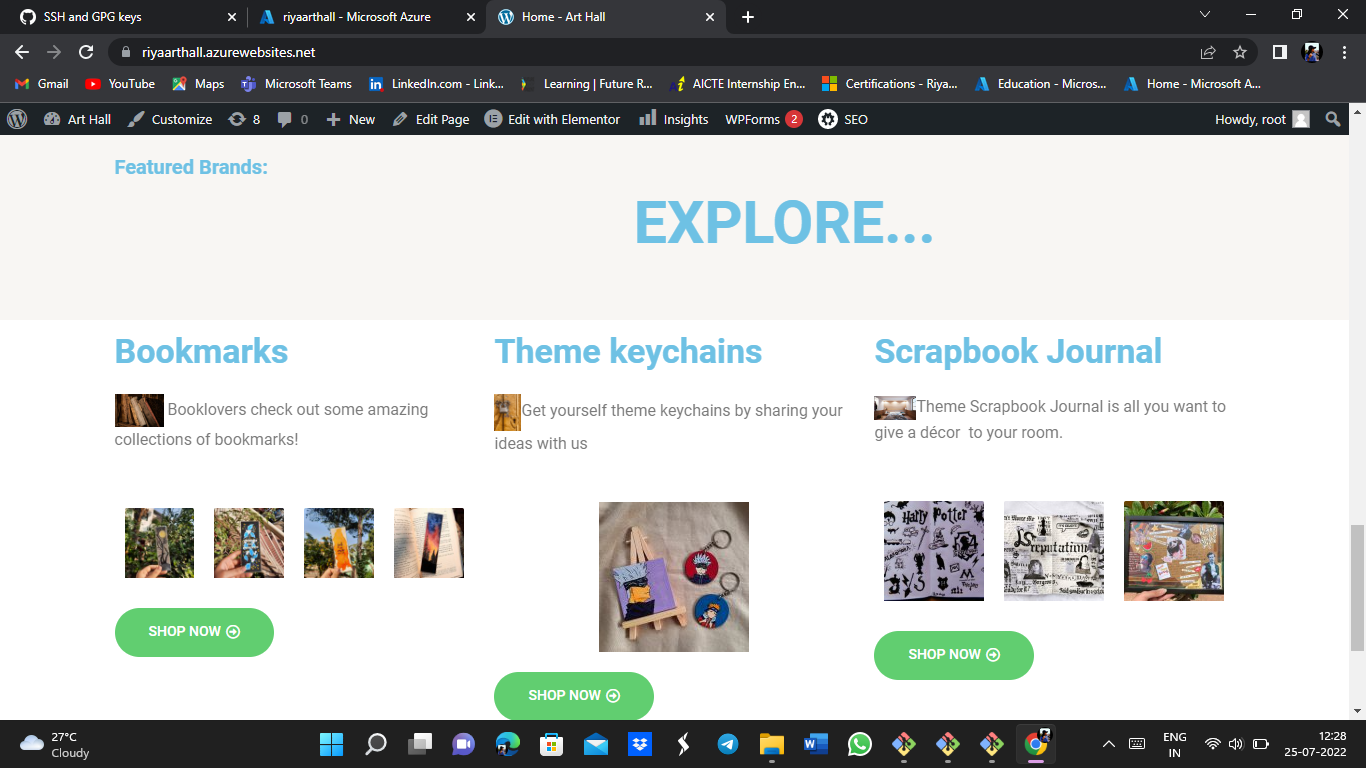 SSH and GPG keys
riyaarthall - Microsoft Azure
Home - Art Hall
riyaarthall.azurewebsites.net
Gmail
YouTube
Maps
Microsoft Teams
LinkedIn.com - Link...
Learning | Future R...
AICTE Internship En...
Certifications - Riya...
Education - Micros...
Home - Microsoft A...
Art Hall
Customize
8
0
New
Edit Page
Edit with Elementor
Insights
WPForms 2
SEO
Howdy, root
Featured Brands:
EXPLORE...
Bookmarks
Booklovers check out some amazing
collections of bookmarks!
SHOP NOW
Theme keychains
Get yourself theme keychains by sharing your
ideas with us
SHOP NOW
Scrapbook Journal
Theme Scrapbook Journal is all you want to
give a décor to your room.
Harry Potter
reputation
SHOP NOW
27°C
Cloudy
ENG
IN
12:28
25-07-2022